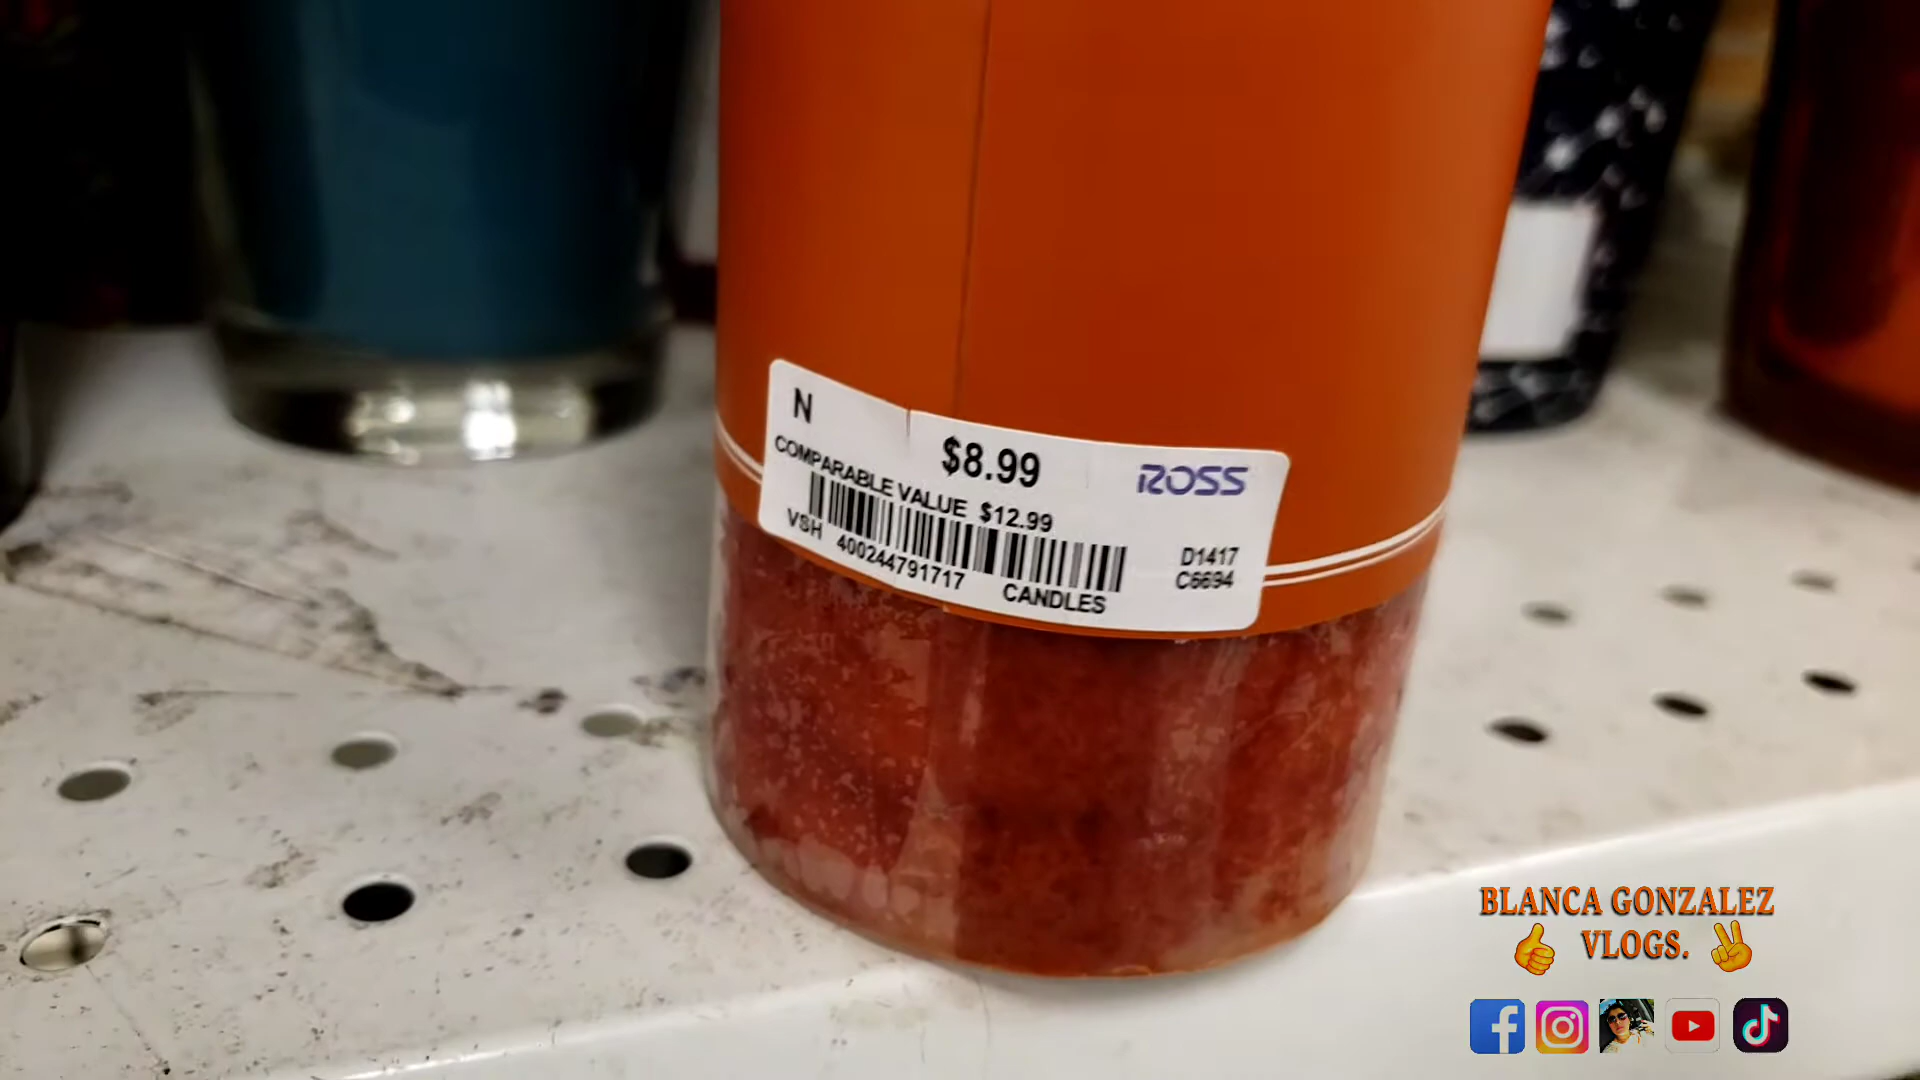 N
$8.99
ROSS
COMPARABLE VALUE $12.99
VSH 400244791717 CANDLES
D1417
C6694
BLANCA GONZALEZ
VLOGS.